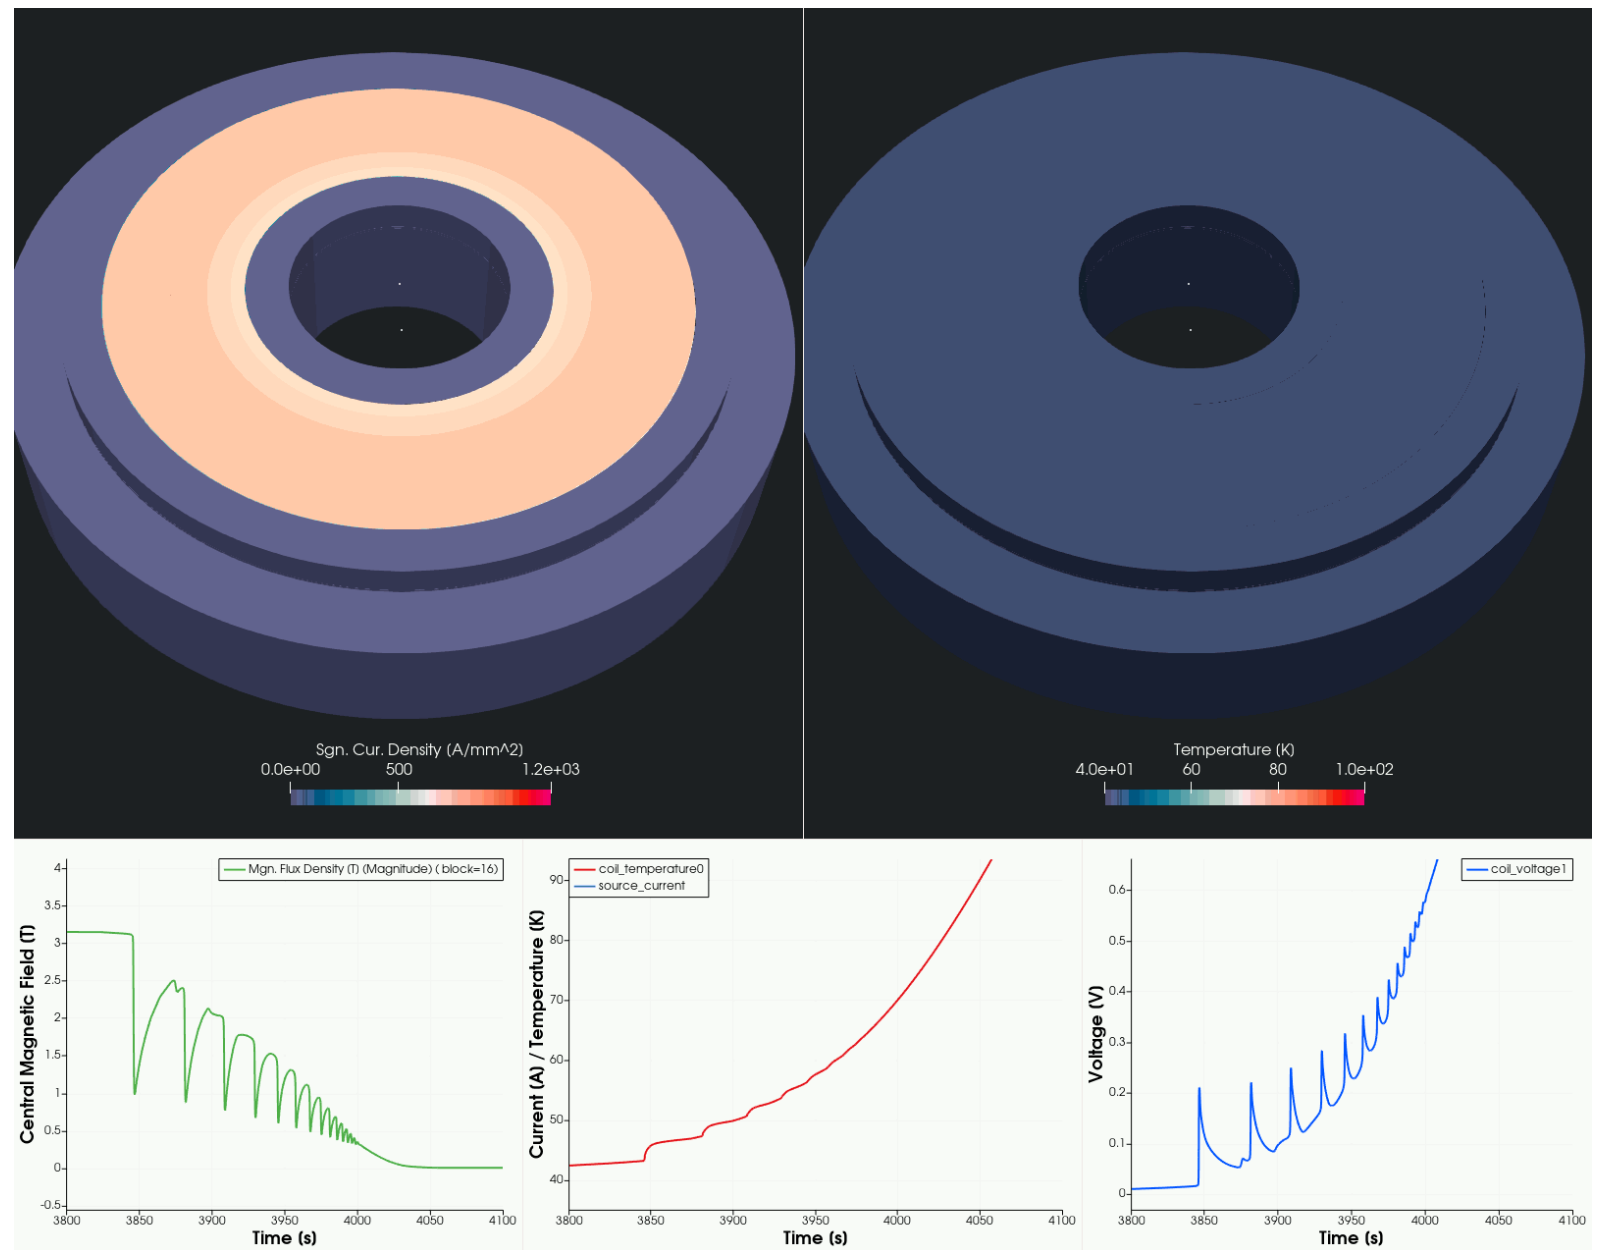 Sgn. Cur. Density (A/mm^2)
0.0e+00 500 1.2e+03
Temperature (K)
4.0e+01 60 80 1.0e+02
Mgn. Flux Density (T) (Magnitude) ( block=16)
Central Magnetic Field (T)
4
3.5
3
2.5
2
1.5
1
0.5
0
-0.5
3800 3850 3900 3950 4000 4050 4100
Time (s)
coil_temperature0
source_current
Current (A) / Temperature (K)
90
80
70
60
50
40
3800 3850 3900 3950 4000 4050 4100
Time (s)
coil_voltage1
Voltage (V)
0.6
0.5
0.4
0.3
0.2
0.1
0
3800 3850 3900 3950 4000 4050 4100
Time (s)